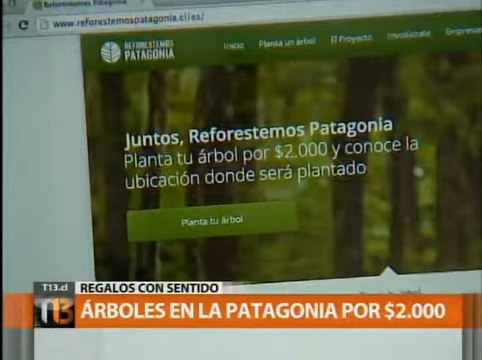 Reforestemos Patagonia
www.reforestemospatagonia.cl/es/
REFORESTEMOS
PATAGONIA
Inicio Planta un árbol El Proyecto Involúcrate Empresas
Juntos, Reforestemos Patagonia
Planta tu árbol por $2.000 y conoce la
ubicación donde será plantado
Planta tu árbol
T13.cl REGALOS CON SENTIDO
T13 ÁRBOLES EN LA PATAGONIA POR $2.000